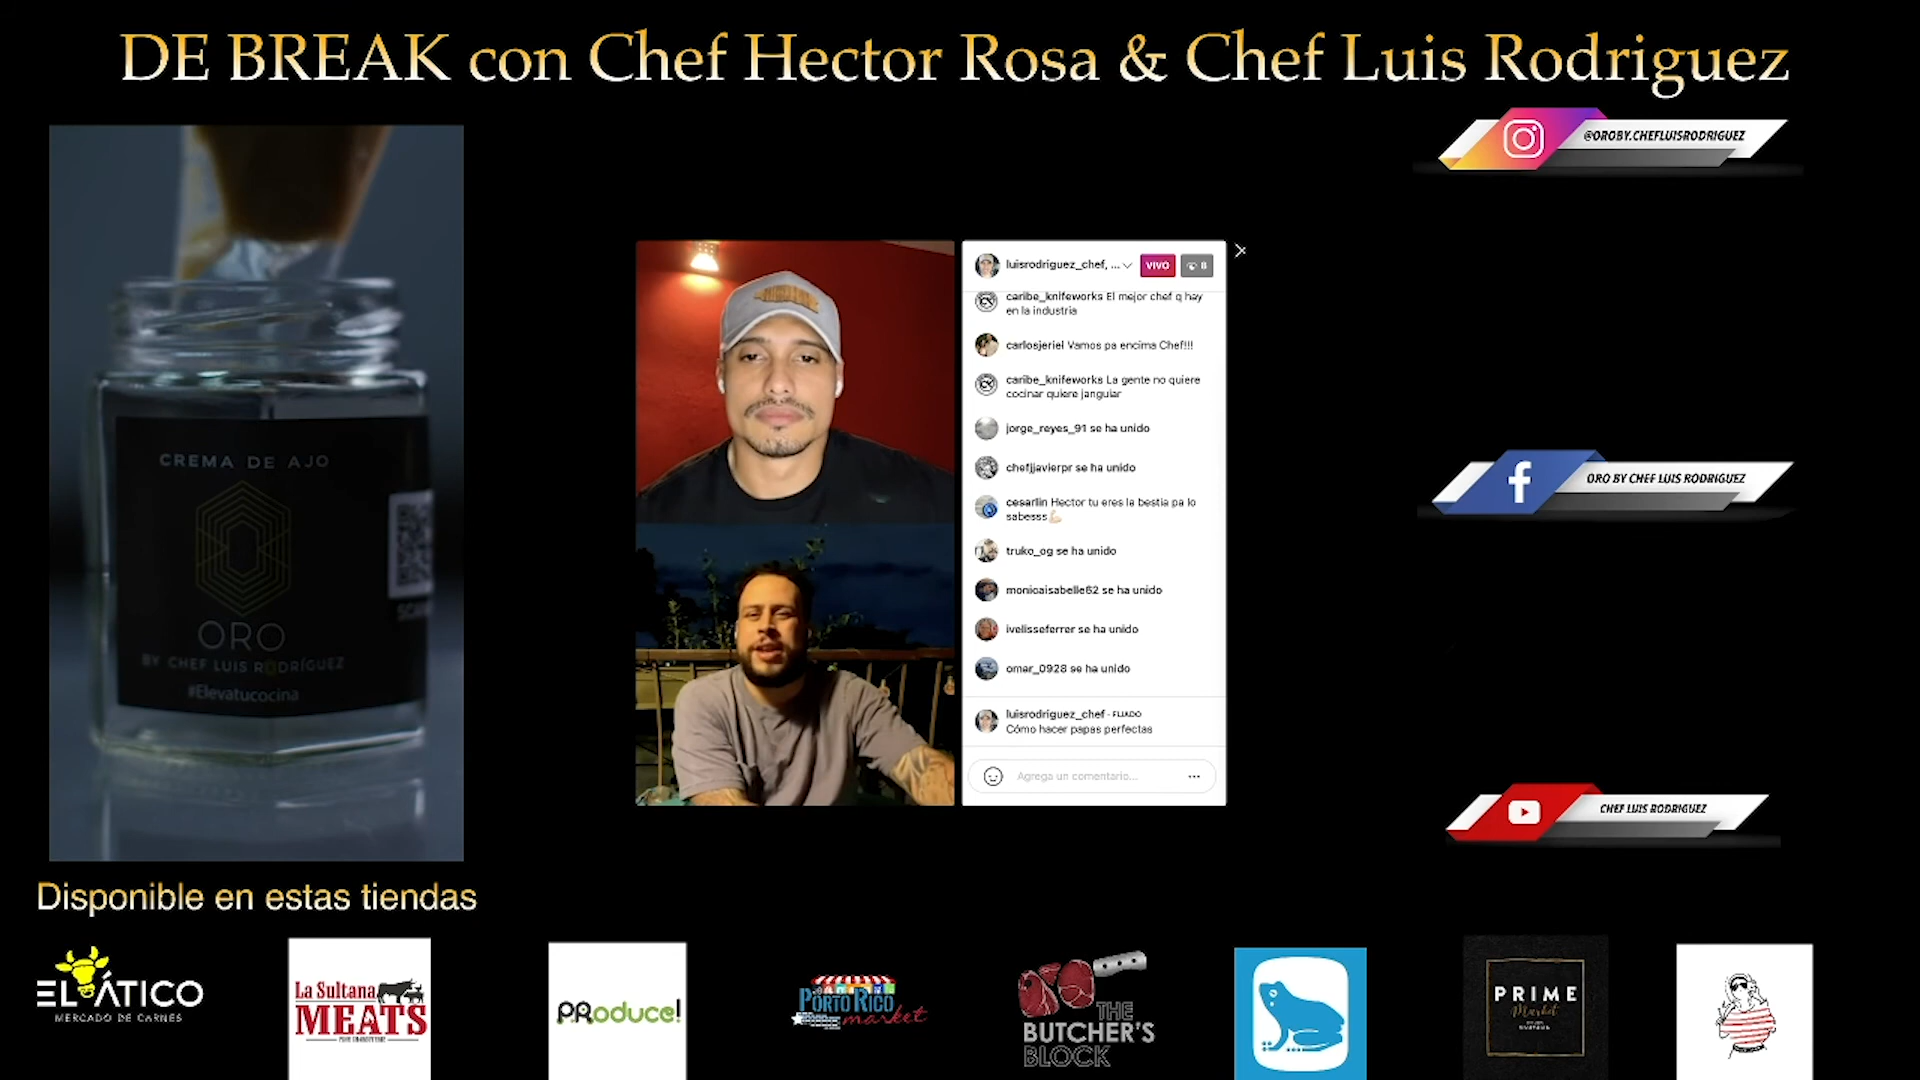 DE BREAK con Chef Hector Rosa & Chef Luis Rodriguez
@OROBY.CHEFLUISRODRIGUEZ
CREMA DE AJO
ORO
BY CHEF LUIS RODRÍGUEZ
#Elevatucocina
luisrodriguez_chef, ...
VIVO
8
caribe_knifeworks El mejor chef q hay
en la industria
carlosjeriel Vamos pa encima Chef!!!
caribe_knifeworks La gente no quiere
cocinar quiere janguiar
jorge_reyes_91 se ha unido
chefjjavierpr se ha unido
cesarlin Hector tu eres la bestia pa lo
sabesss💪🏻
truko_og se ha unido
monicaisabelle62 se ha unido
ivelisseferrer se ha unido
omar_0928 se ha unido
luisrodriguez_chef · FIJADO
Cómo hacer papas perfectas
Agrega un comentario...
ORO BY CHEF LUIS RODRIGUEZ
CHEF LUIS RODRIGUEZ
Disponible en estas tiendas
EL ÁTICO
MERCADO DE CARNES
La Sultana
MEATS
PRoduce!
PORTO RICO
market
THE
BUTCHER'S
BLOCK
PRIME
Market